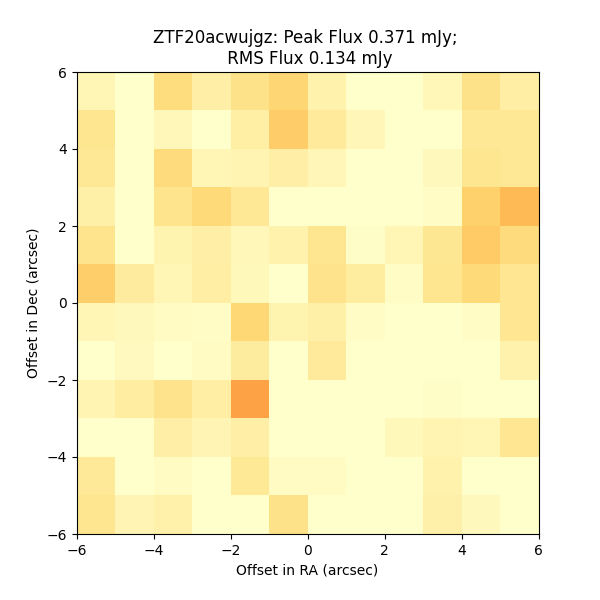 ZTF20acwujgz: Peak Flux 0.371 mJy;
RMS Flux 0.134 mJy
6
4
2
0
−2
−4
−6
Offset in Dec (arcsec)
−6 −4 −2 0 2 4 6
Offset in RA (arcsec)